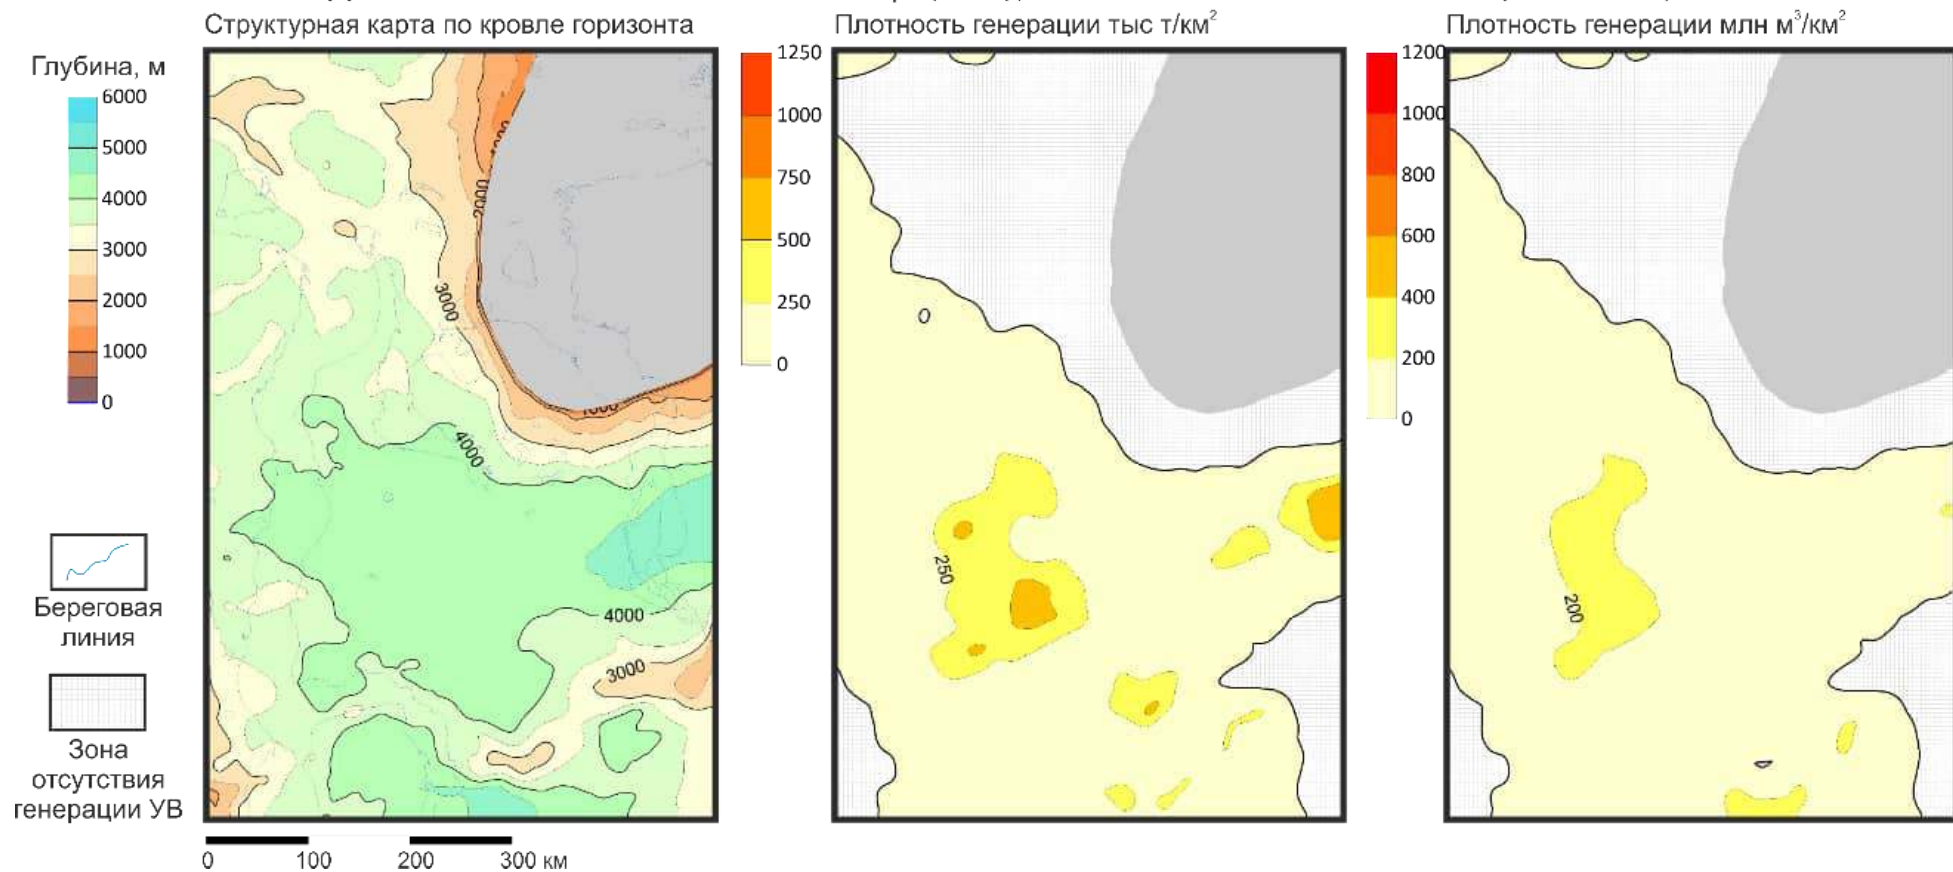 Структурная карта по кровле горизонта
Плотность генерации тыс т/км²
Плотность генерации млн м³/км²
Глубина, м
6000
5000
4000
3000
2000
1000
0
1250
1000
750
500
250
0
1200
1000
800
600
400
200
0
2000
3000
1000
4000
4000
3000
250
200
Береговая
линия
Зона
отсутствия
генерации УВ
0 100 200 300 км